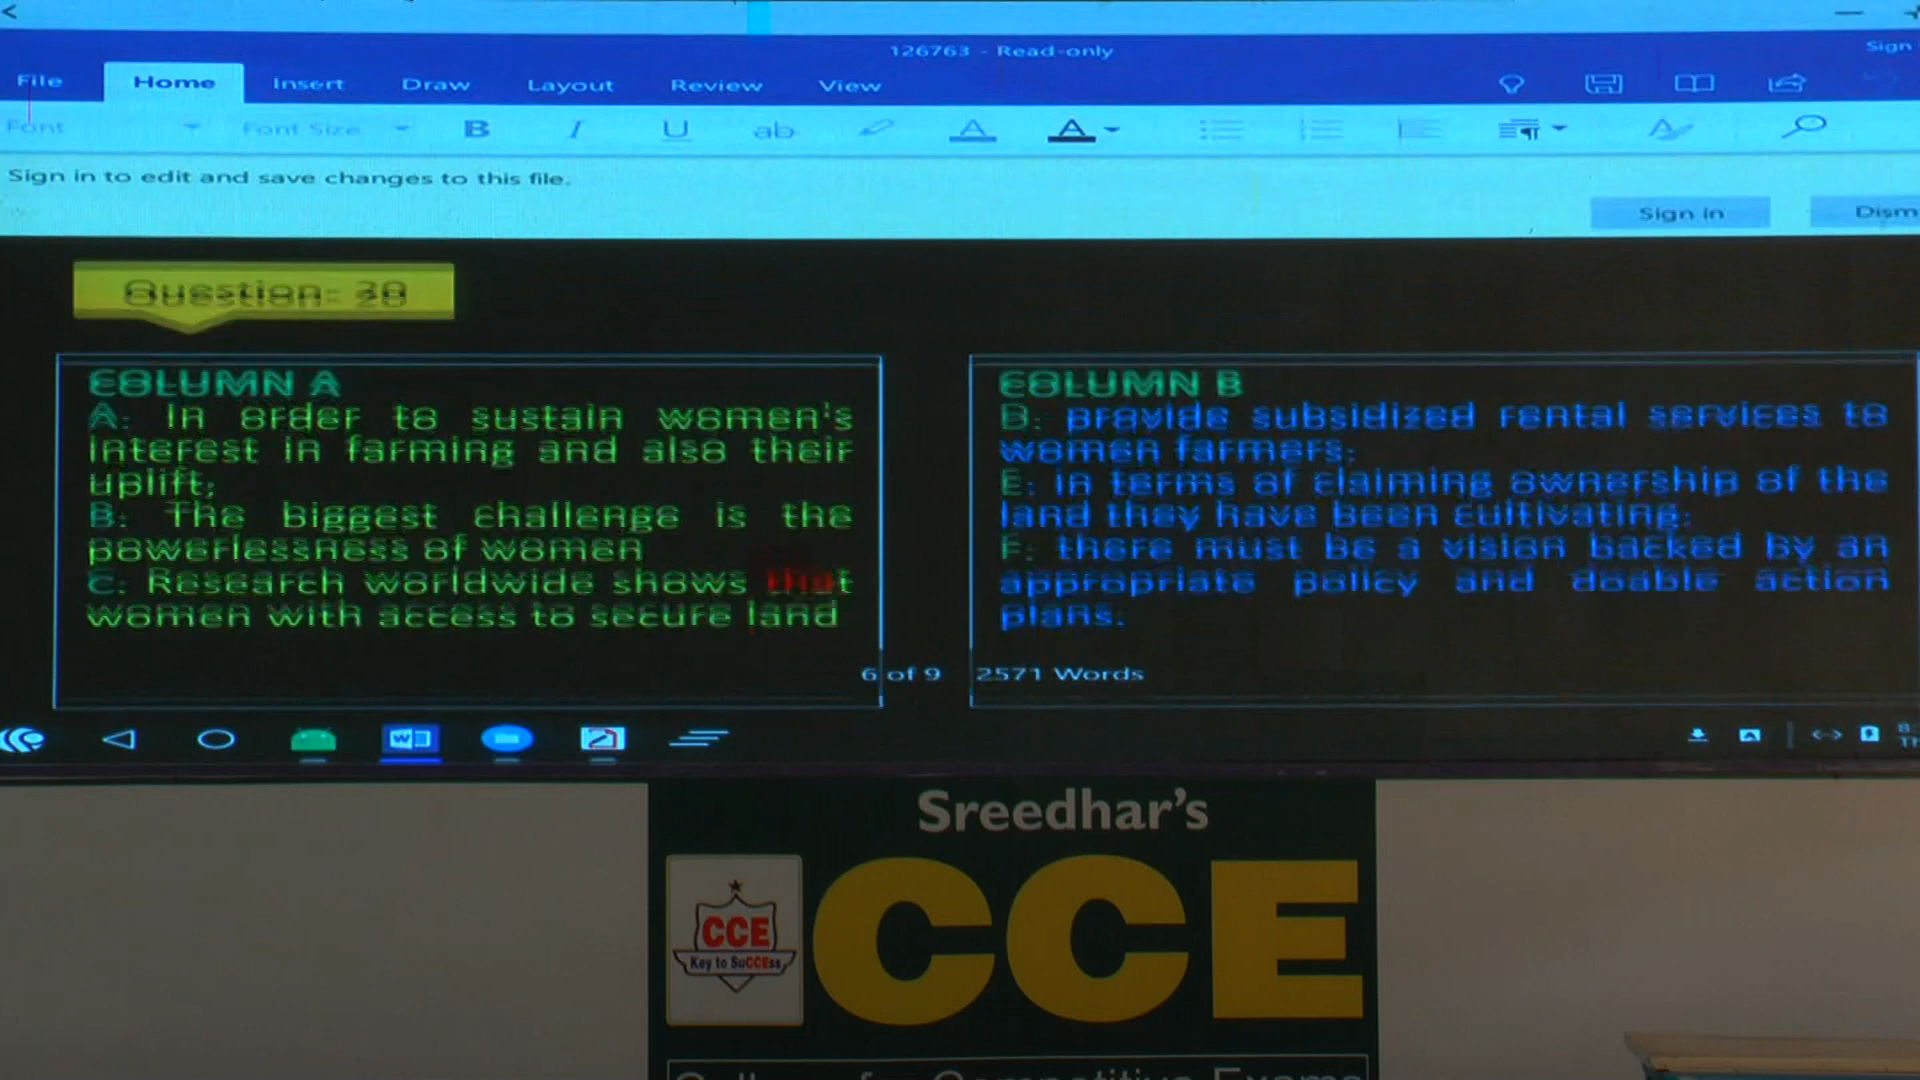 126763 - Read-only
Sign
File
Home
Insert
Draw
Layout
Review
View
Font
Font Size
B
I
U
ab
A
A
Sign in to edit and save changes to this file.
Sign in
Dism
Question:
COLUMN A
A: In order to sustain women's
interest in farming and also their
uplift;
B: The biggest challenge is the
powerlessness of women
C: Research worldwide shows that
women with access to secure land
COLUMN B
D: provide subsidized rental services to
women farmers;
E: in terms of claiming ownership of the
land they have been cultivating;
F: there must be a vision backed by an
appropriate policy and doable action
plans.
6 of 9
2571 Words
Sreedhar's
CCE
CCE
Key to SuCCEss